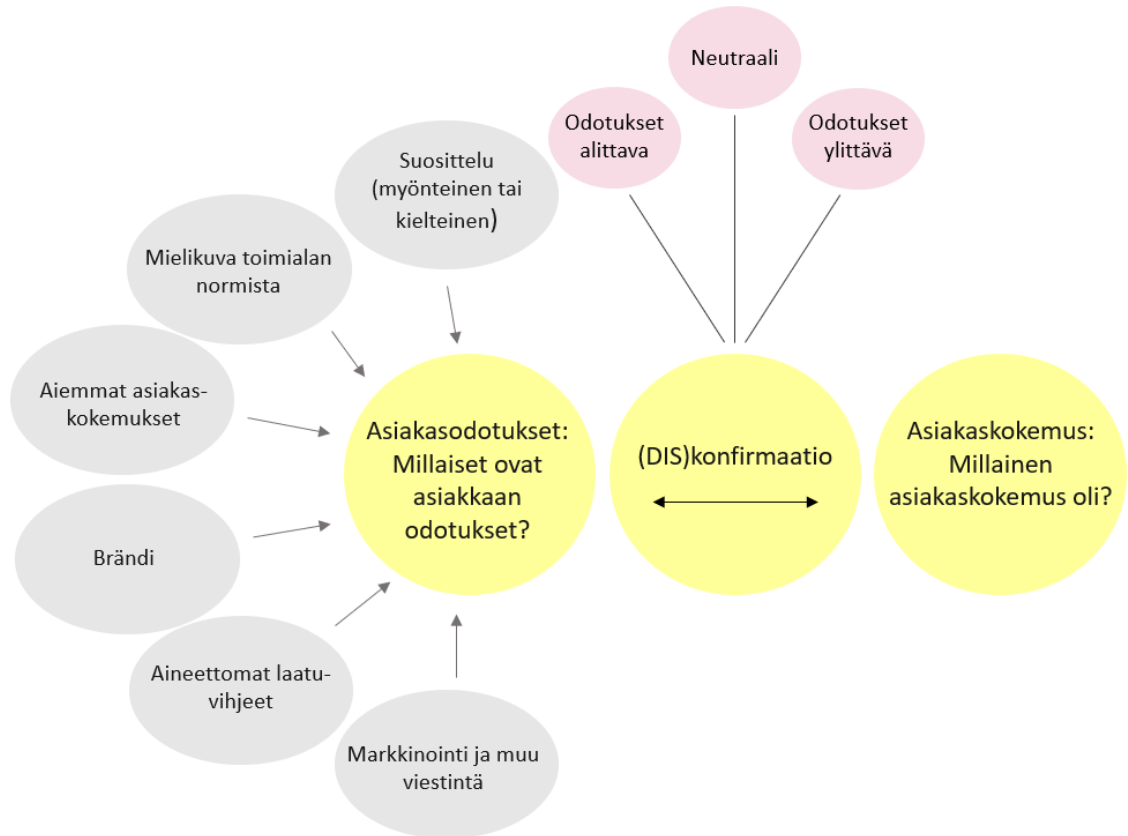 Neutraali
Odotukset
alittava
Odotukset
ylittävä
Suosittelu
(myönteinen tai
kielteinen)
Mielikuva toimialan
normista
Aiemmat asiakas-
kokemukset
Brändi
Aineettomat laatu-
vihjeet
Markkinointi ja muu
viestintä
Asiakasodotukset:
Millaiset ovat
asiakkaan
odotukset?
(DIS)konfirmaatio
Asiakaskokemus:
Millainen
asiakaskokemus oli?